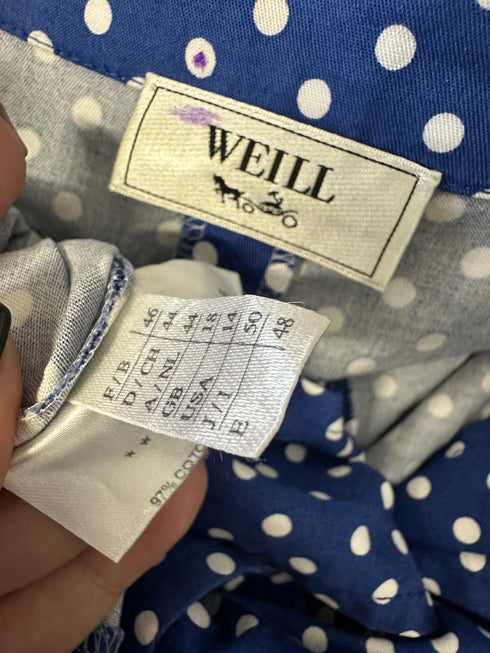 WEILL
F/B 46
D/CH 44
A/NL 44
GB 18
USA 14
J/I 50
E 48
* *
97% COTO